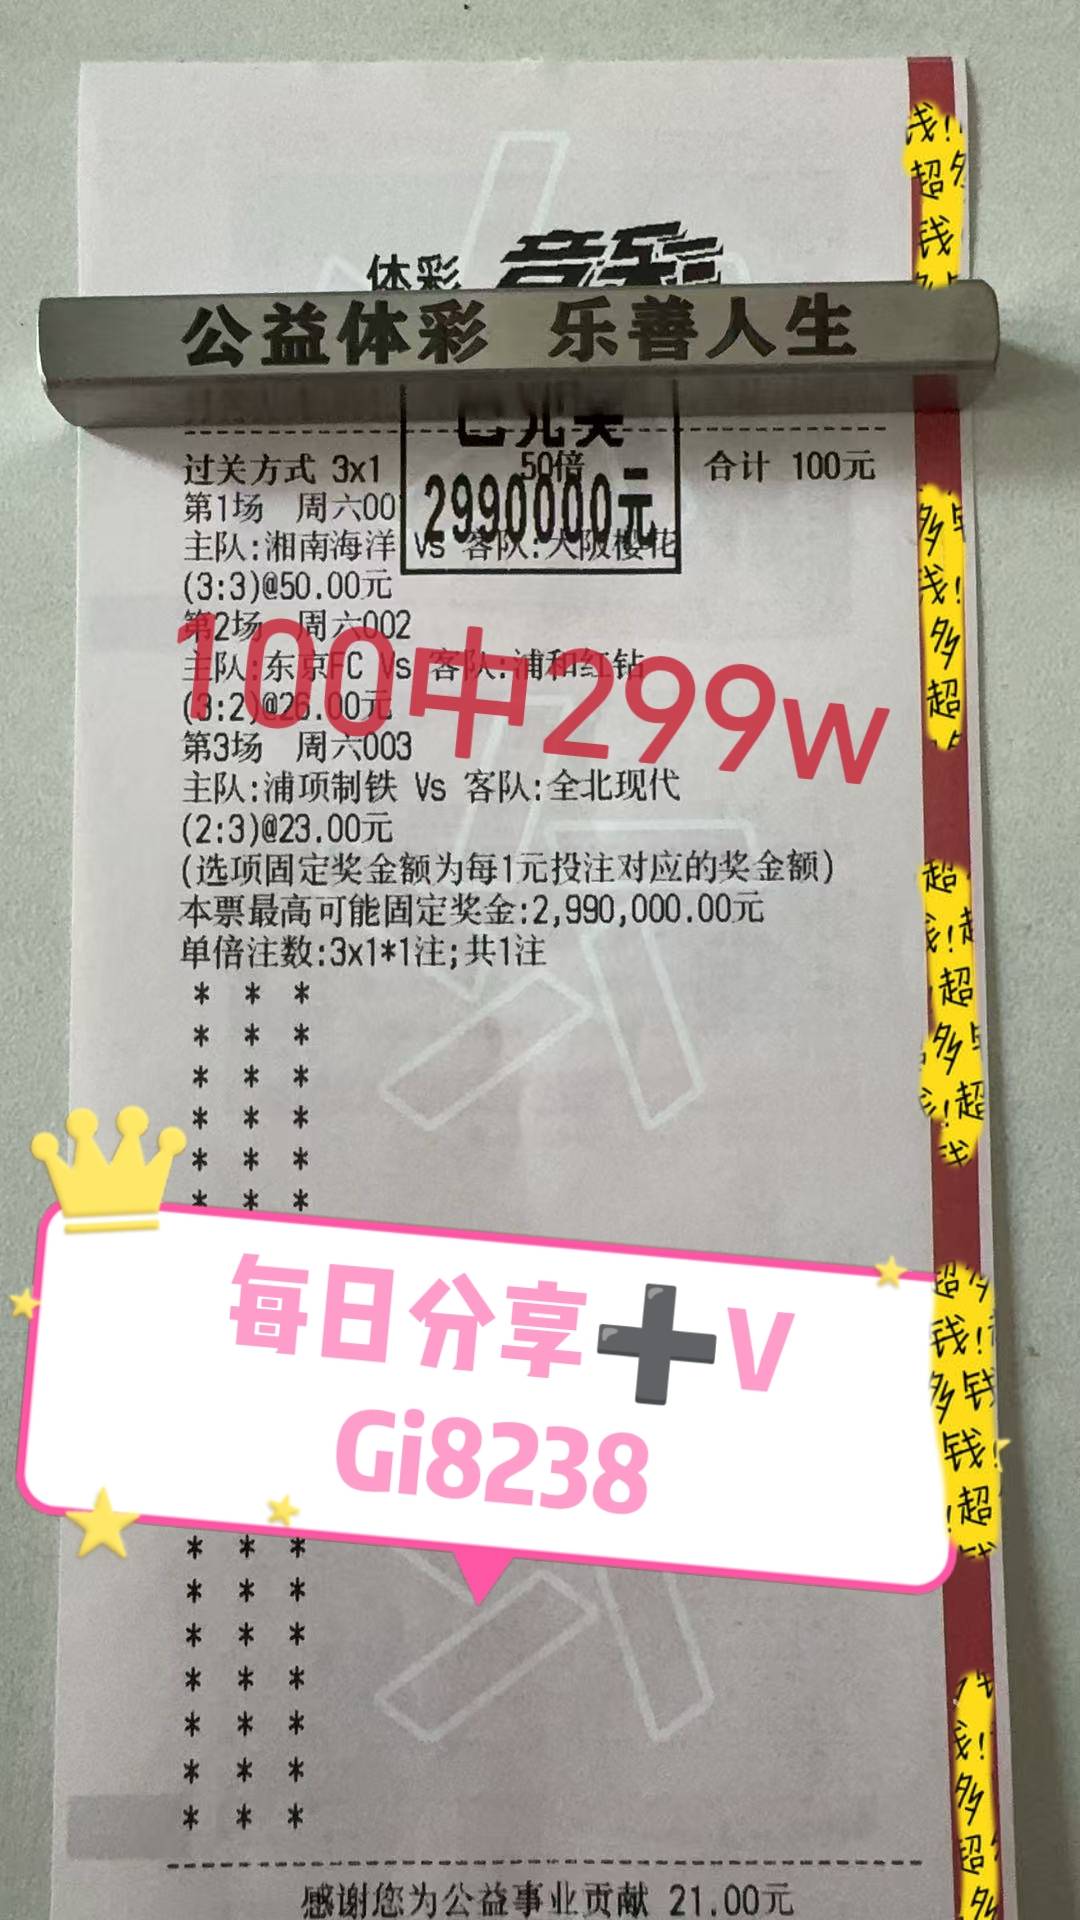 体彩 竞彩
公益体彩 乐善人生
已兑奖
2990000元
过关方式 3x1 50倍 合计 100元
第1场 周六00
主队:湘南海洋 Vs 客队:大阪樱花
(3:3)@50.00元
第2场 周六002
主队:东京FC Vs 客队:浦和红钻
(3:2)@26.00元
100中299w
第3场 周六003
主队:浦项制铁 Vs 客队:全北现代
(2:3)@23.00元
(选项固定奖金额为每1元投注对应的奖金额)
本票最高可能固定奖金:2,990,000.00元
单倍注数:3x1*1注;共1注
* * *
* * *
* * *
* * *
* * *
* * *
每日分享➕V
Gi8238
* * *
* * *
* * *
* * *
* * *
* * *
* * *
感谢您为公益事业贡献 21.00元